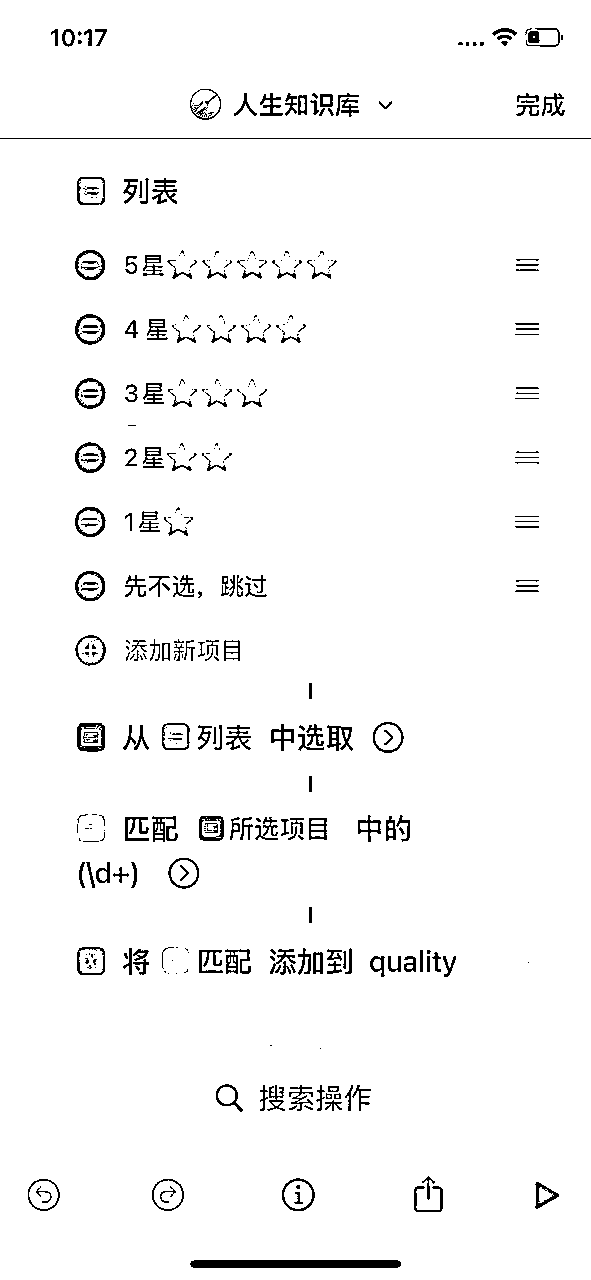 10:17
人生知识库
完成
列表
5星☆☆☆☆☆
4星☆☆☆☆
3星☆☆☆
2星☆☆
1星☆
先不选，跳过
添加新项目
从 列表 中选取
匹配 所选项目 中的
(\d+)
将 匹配 添加到 quality
搜索操作